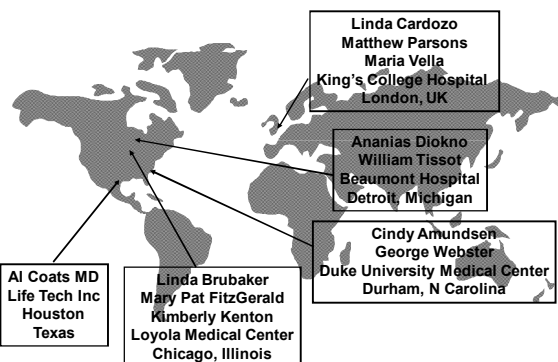 Linda Cardozo
Matthew Parsons
Maria Vella
King's College Hospital
London, UK
Ananias Diokno
William Tissot
Beaumont Hospital
Detroit, Michigan
Cindy Amundsen
George Webster
Duke University Medical Center
Durham, N Carolina
Al Coats MD
Life Tech Inc
Houston
Texas
Linda Brubaker
Mary Pat FitzGerald
Kimberly Kenton
Loyola Medical Center
Chicago, Illinois